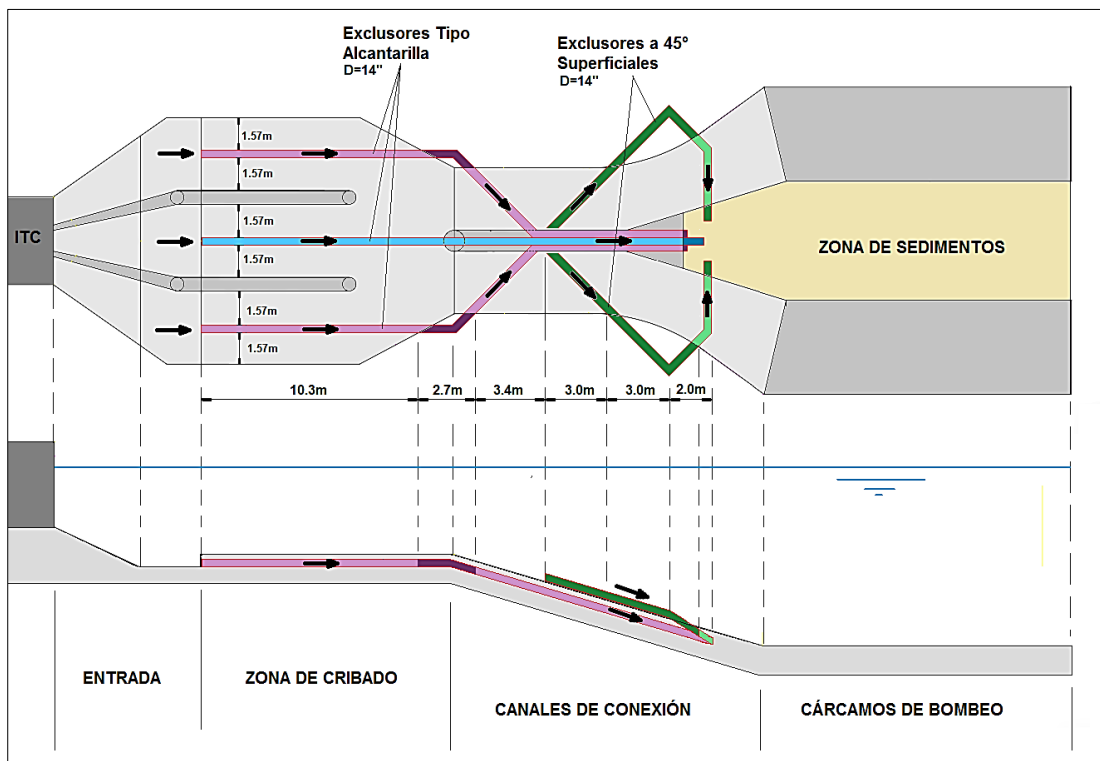 Exclusores Tipo
Alcantarilla
D=14"
Exclusores a 45º
Superficiales
D=14"
1.57m
1.57m
1.57m
1.57m
1.57m
1.57m
ITC
ZONA DE SEDIMENTOS
10.3m
2.7m
3.4m
3.0m
3.0m
2.0m
ENTRADA
ZONA DE CRIBADO
CANALES DE CONEXIÓN
CÁRCAMOS DE BOMBEO